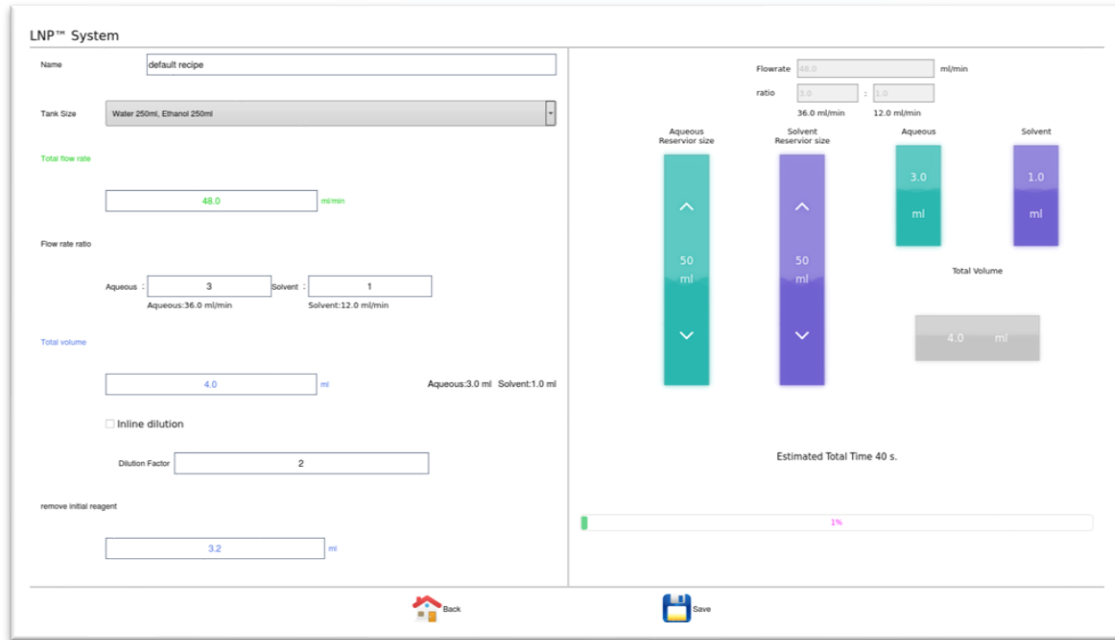 LNP™ System
Name default recipe
Tank Size Water 250ml, Ethanol 250ml
Total flow rate
48.0 ml/min
Flow rate ratio
Aqueous : 3 Solvent : 1
Aqueous:36.0 ml/min Solvent:12.0 ml/min
Total volume
4.0 ml Aqueous:3.0 ml Solvent:1.0 ml
Inline dilution
Dilution Factor 2
remove initial reagent
3.2 ml
Flowrate 48.0 ml/min
ratio 3.0 : 1.0
36.0 ml/min 12.0 ml/min
Aqueous
Reservior size
50
ml
Solvent
Reservior size
50
ml
Aqueous
3.0
ml
Solvent
1.0
ml
Total Volume
4.0 ml
Estimated Total Time 40 s.
1%
Back
Save